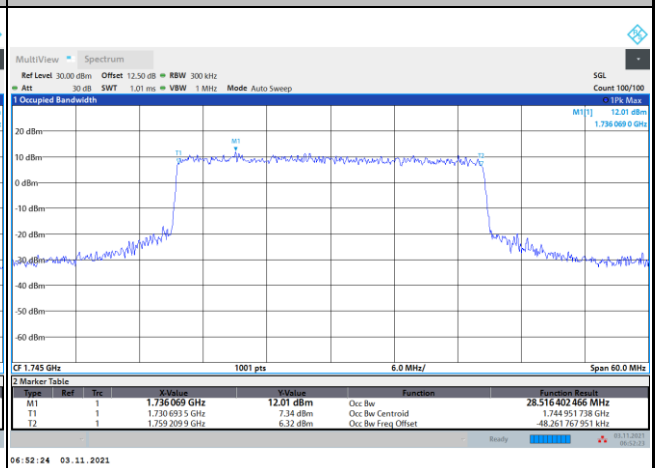 MultiView Spectrum
Ref Level 30.00 dBm Offset 12.50 dB RBW 300 kHz SGL
Att 30 dB SWT 1.01 ms VBW 1 MHz Mode Auto Sweep Count 100/100
1 Occupied Bandwidth 1Pk Max
M1[1] 12.01 dBm
1.736 069 0 GHz
20 dBm
M1
T1 T2
10 dBm
0 dBm
-10 dBm
-20 dBm
-30 dBm
-40 dBm
-50 dBm
-60 dBm
CF 1.745 GHz 1001 pts 6.0 MHz/ Span 60.0 MHz
2 Marker Table
Type Ref Trc X-Value Y-Value Function Function Result
M1 1 1.736 069 GHz 12.01 dBm Occ Bw 28.516 402 466 MHz
T1 1 1.730 693 5 GHz 7.34 dBm Occ Bw Centroid 1.744 951 738 GHz
T2 1 1.759 209 9 GHz 6.32 dBm Occ Bw Freq Offset -48.261 767 951 kHz
Ready 03.11.2021
06:52:23
06:52:24 03.11.2021